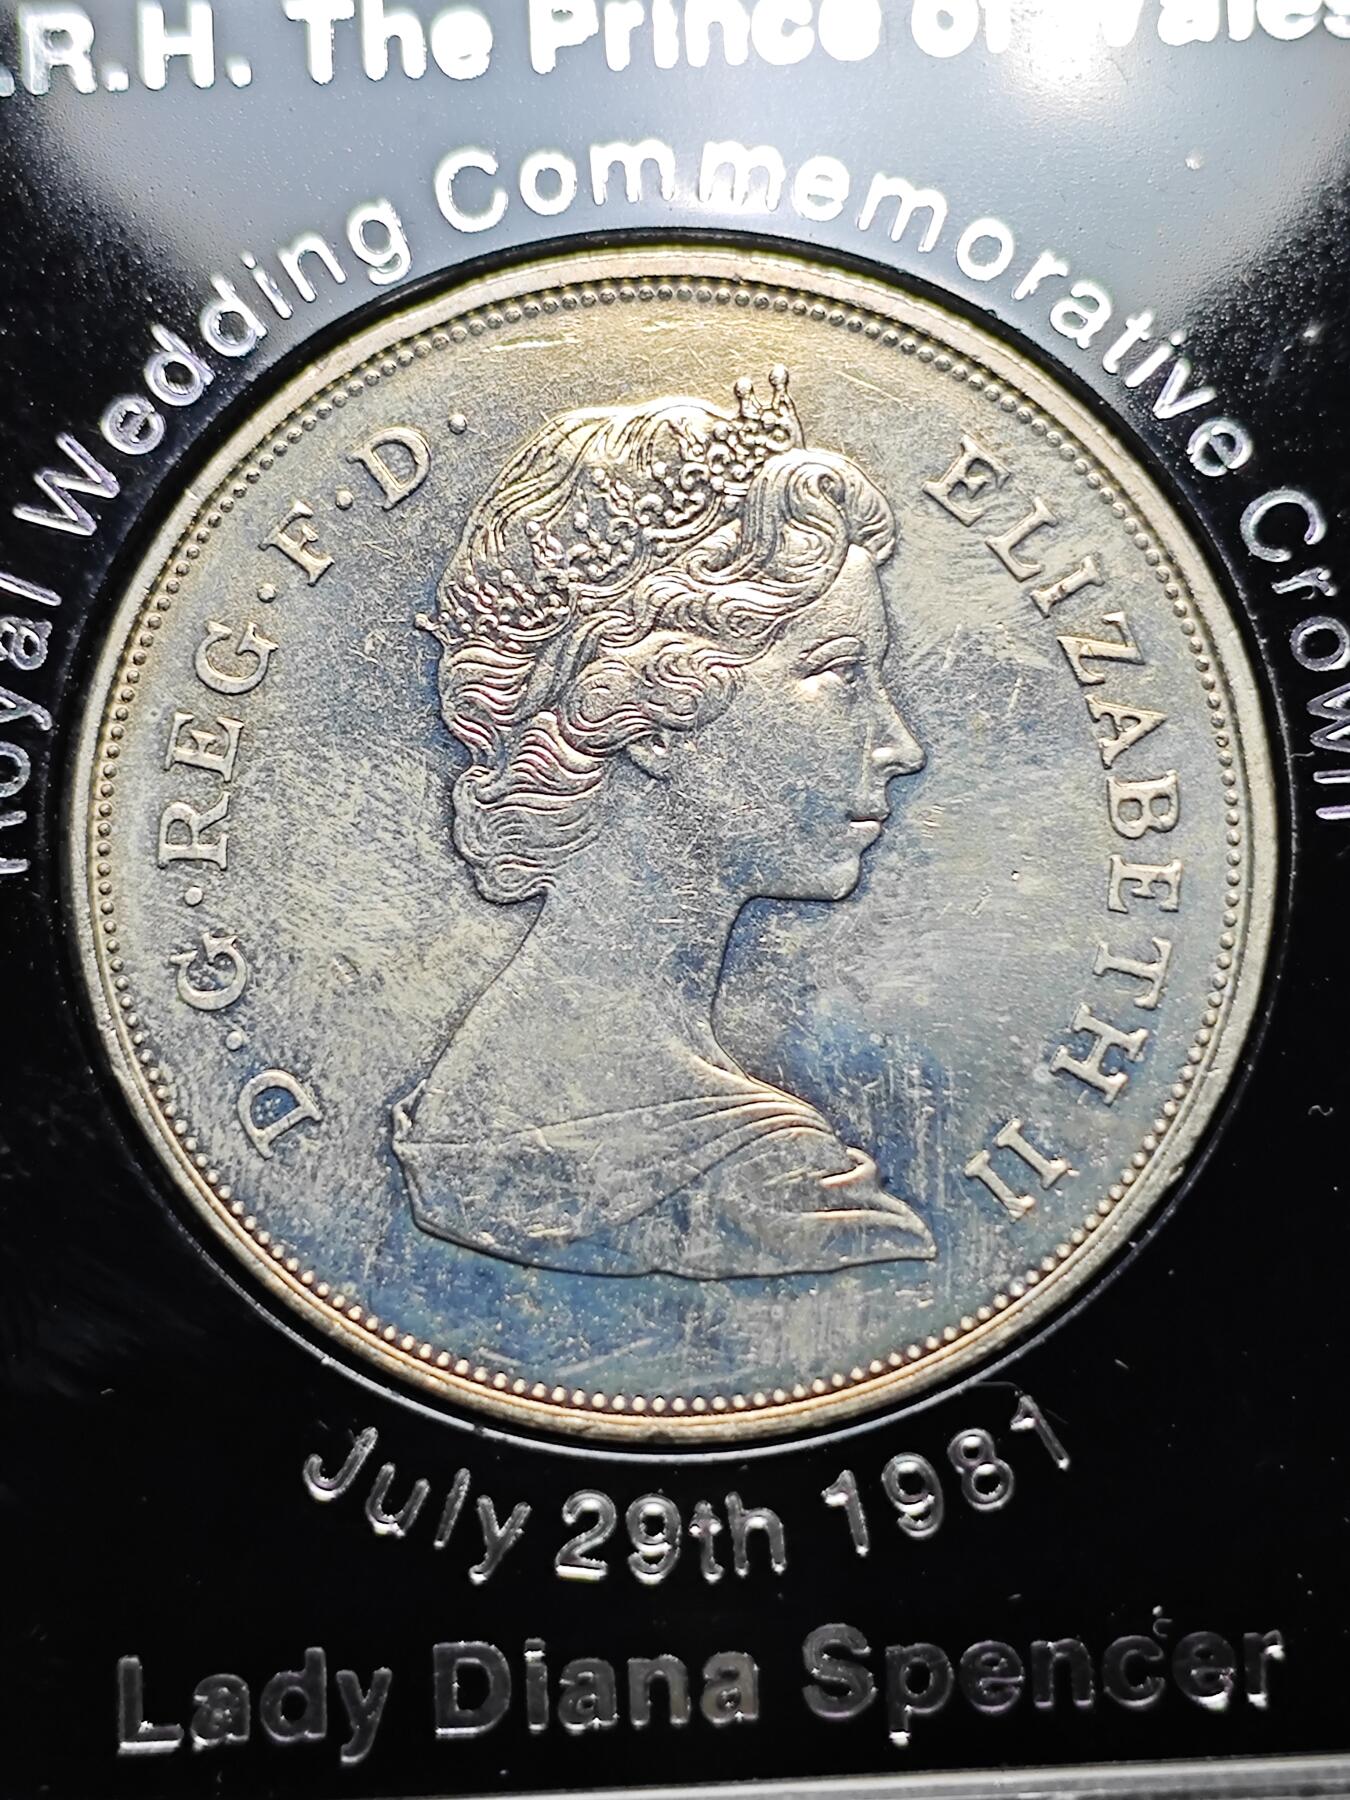 .R.H. The Prince of Wales
Royal Wedding Commemorative Crown
D·G·REG·F·D· ELIZABETH II
July 29th 1981
Lady Diana Spencer